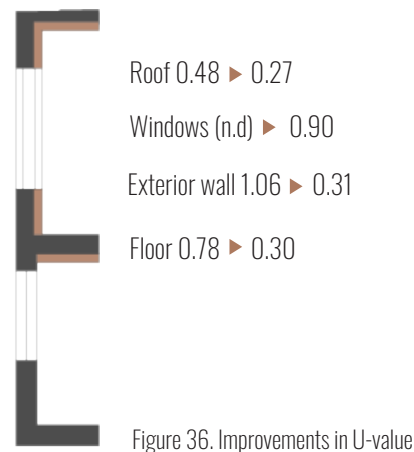 Roof 0.48 ▶ 0.27
Windows (n.d) ▶ 0.90
Exterior wall 1.06 ▶ 0.31
Floor 0.78 ▶ 0.30
Figure 36. Improvements in U-value